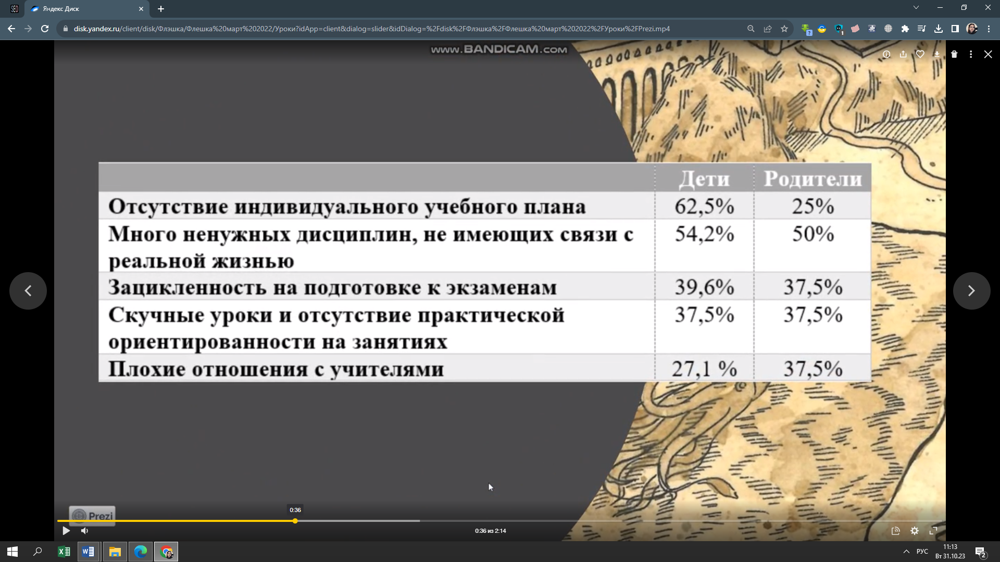 Яндекс Диск
disk.yandex.ru/client/disk/Флэшка/Флешка%20март%202022/Уроки?idApp=client&dialog=slider&idDialog=%2Fdisk%2FФлэшка%2FФлешка%20март%202022%2FУроки%2FPrezi.mp4
www.BANDICAM.com
Дети Родители
Отсутствие индивидуального учебного плана 62,5% 25%
Много ненужных дисциплин, не имеющих связи с 54,2% 50%
реальной жизнью
Зацикленность на подготовке к экзаменам 39,6% 37,5%
Скучные уроки и отсутствие практической 37,5% 37,5%
ориентированности на занятиях
Плохие отношения с учителями 27,1 % 37,5%
0:36
Prezi
0:36 из 2:14
РУС
11:13
Вт 31.10.23
2